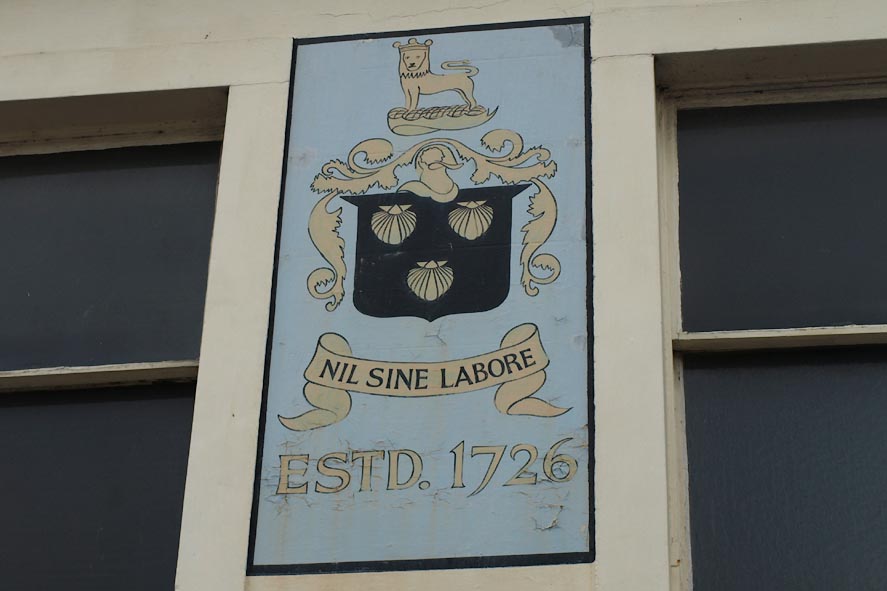 NIL SINE LABORE
ESTD. 1726